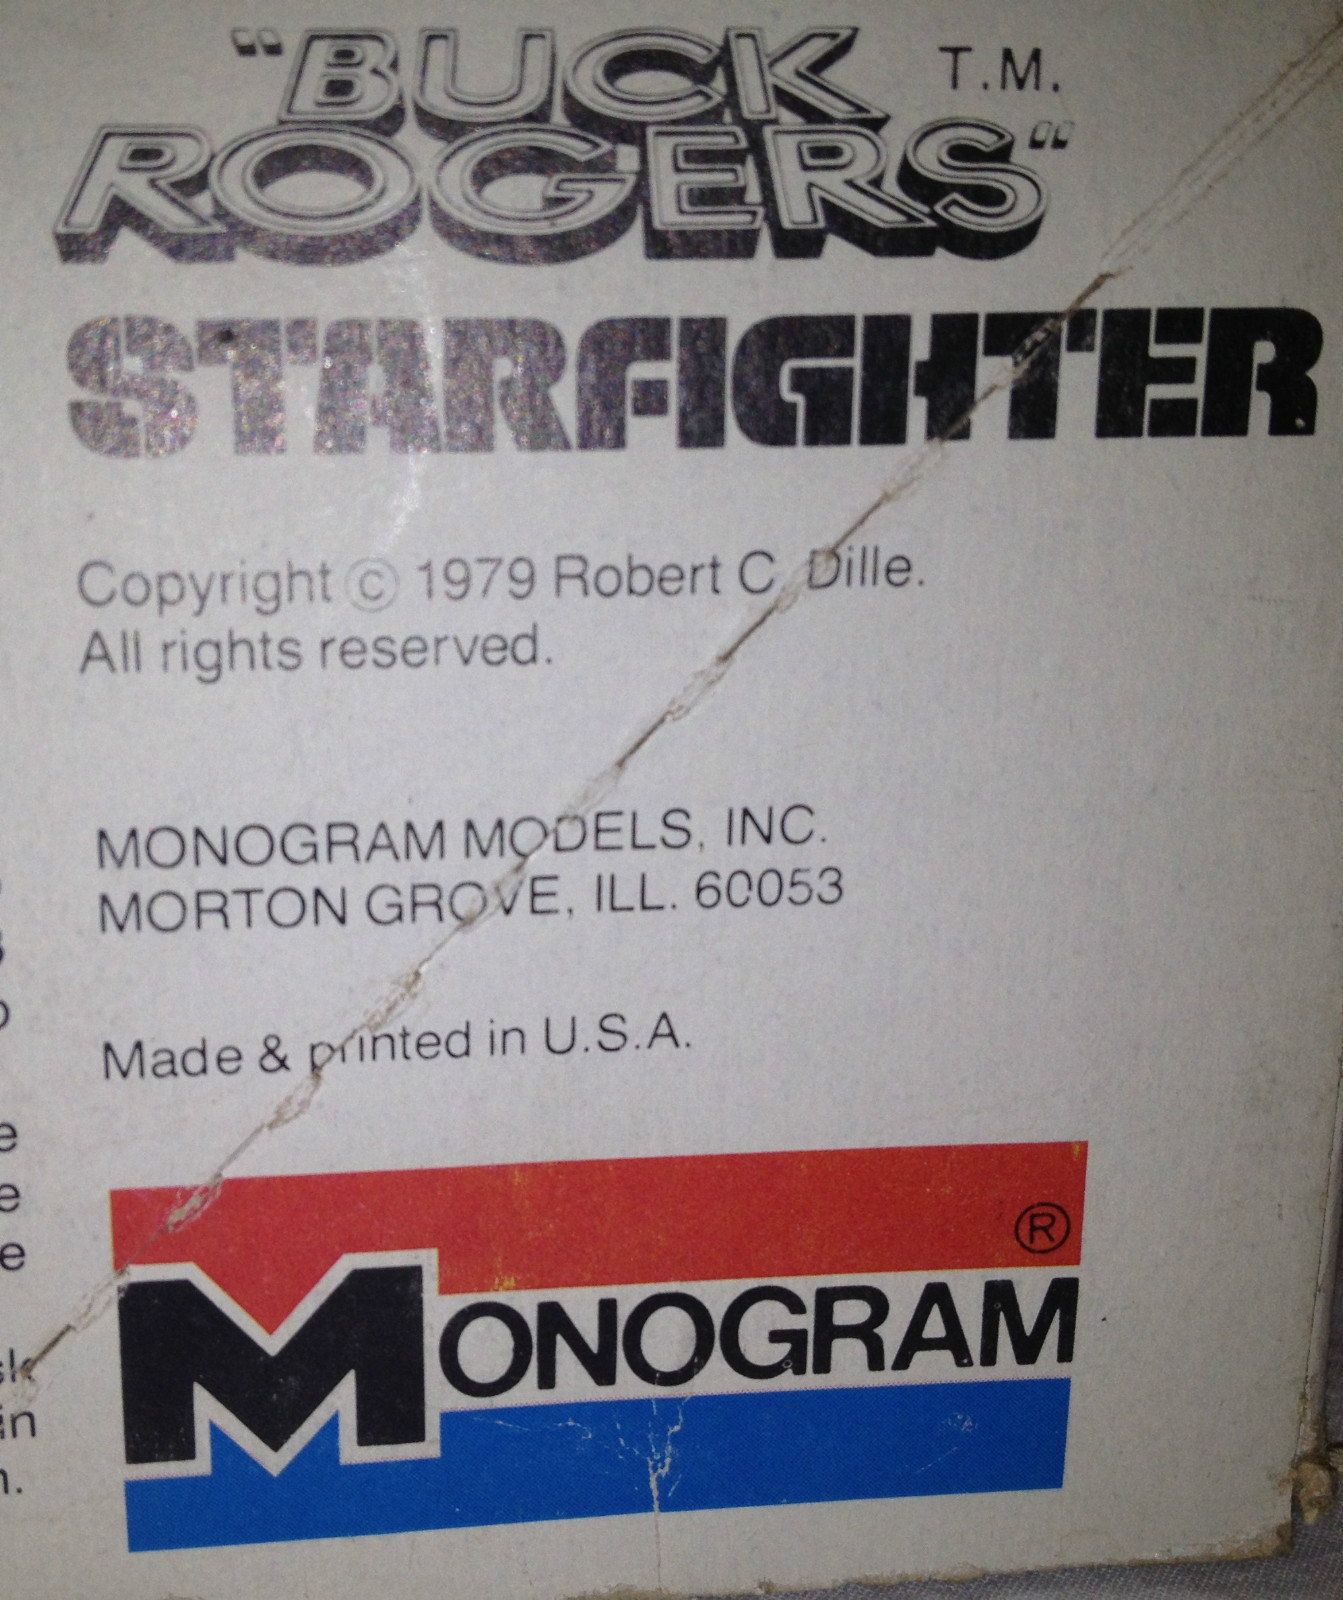 "BUCK T.M.
ROGERS"
STARFIGHTER
Copyright © 1979 Robert C. Dille.
All rights reserved.
MONOGRAM MODELS, INC.
MORTON GROVE, ILL. 60053
Made & printed in U.S.A.
®
MONOGRAM